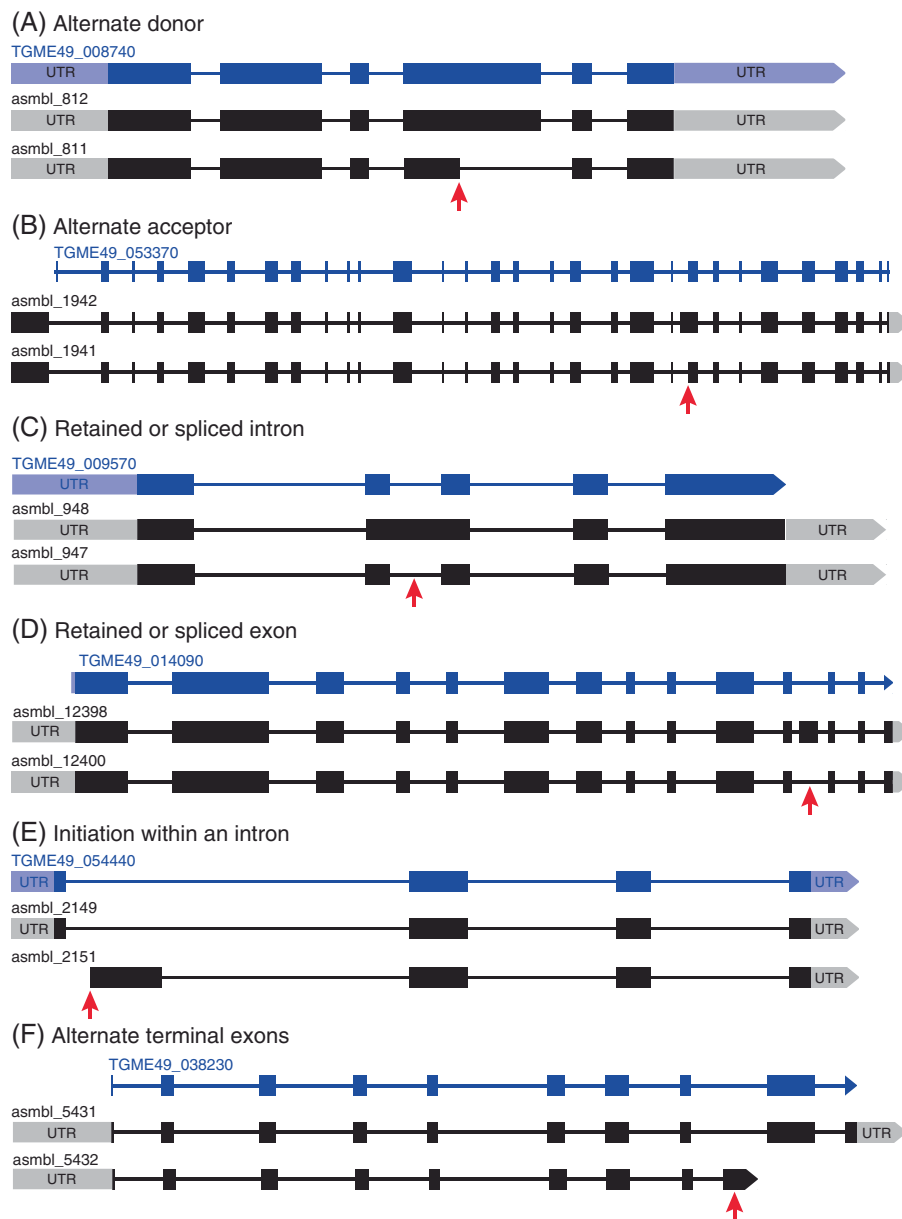 (A) Alternate donor
TGME49_008740
UTR UTR
asmbl_812
UTR UTR
asmbl_811
UTR UTR
(B) Alternate acceptor
TGME49_053370
asmbl_1942
asmbl_1941
(C) Retained or spliced intron
TGME49_009570
UTR
asmbl_948
UTR UTR
asmbl_947
UTR UTR
(D) Retained or spliced exon
TGME49_014090
asmbl_12398
UTR
asmbl_12400
UTR
(E) Initiation within an intron
TGME49_054440
UTR UTR
asmbl_2149
UTR UTR
asmbl_2151
UTR
(F) Alternate terminal exons
TGME49_038230
asmbl_5431
UTR UTR
asmbl_5432
UTR